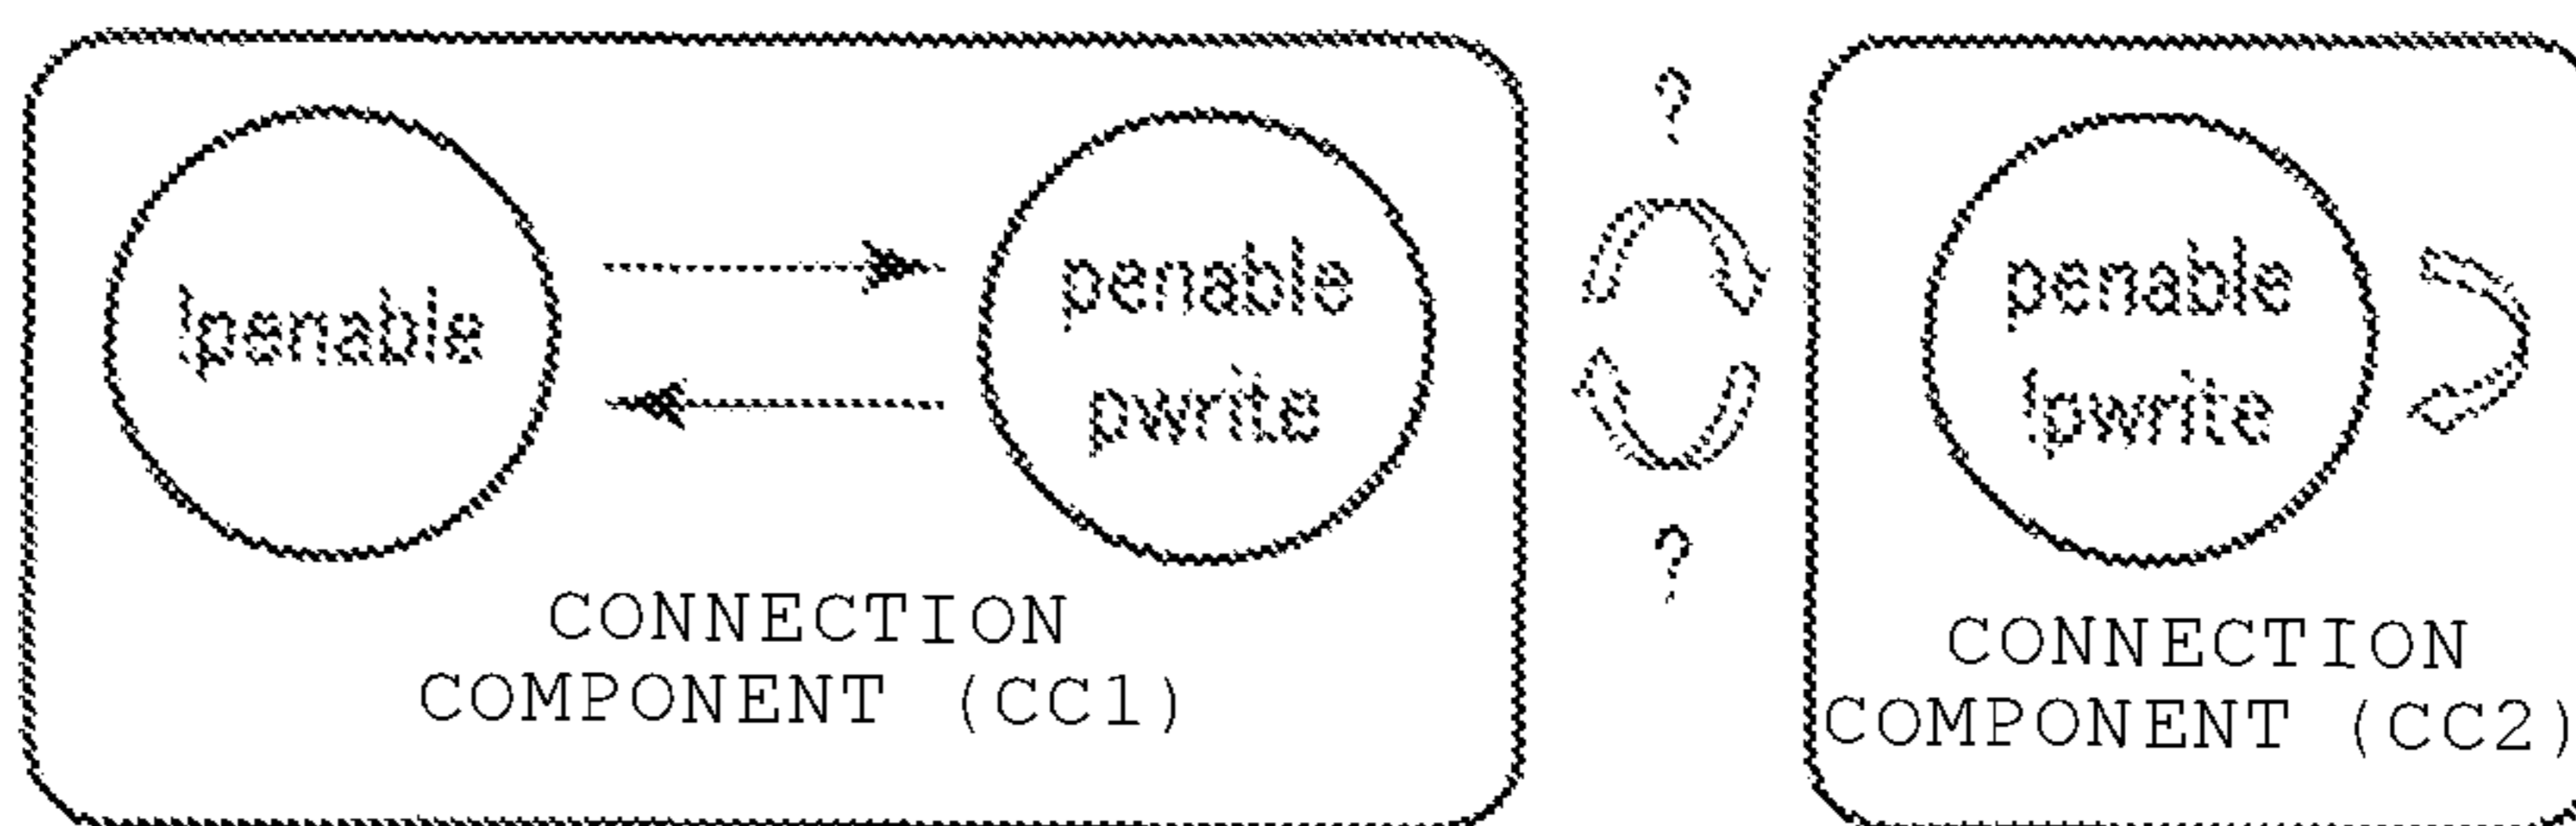 !penable
penable
pwrite
CONNECTION
COMPONENT (CC1)
?
?
penable
!pwrite
CONNECTION
COMPONENT (CC2)